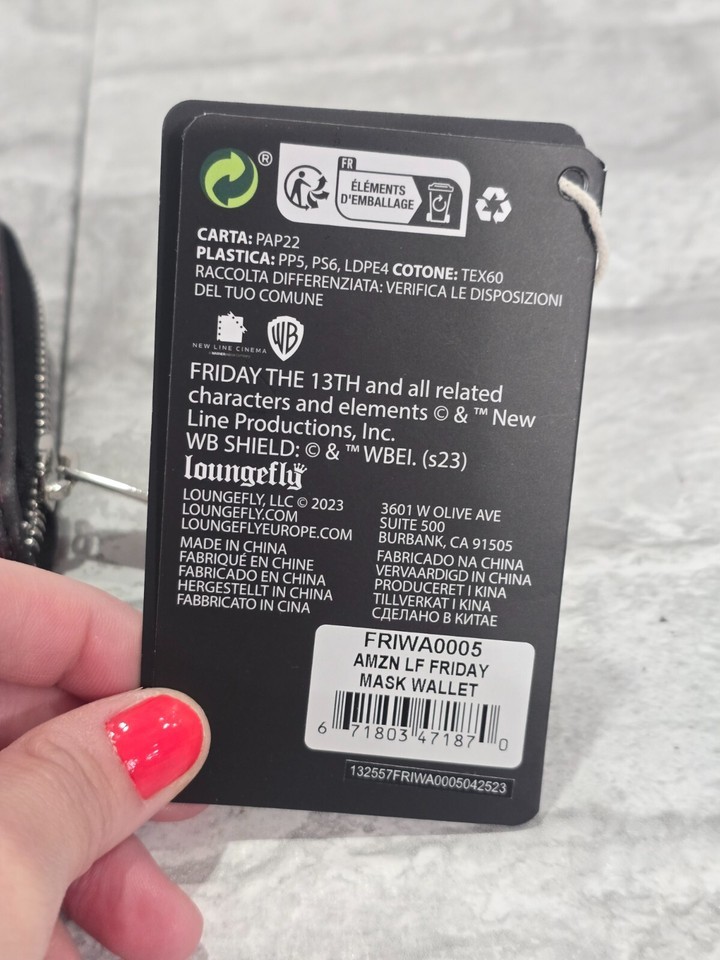 ®
FR
ÉLÉMENTS
D'EMBALLAGE
CARTA: PAP22
PLASTICA: PP5, PS6, LDPE4 COTONE: TEX60
RACCOLTA DIFFERENZIATA: VERIFICA LE DISPOSIZIONI
DEL TUO COMUNE
NEW LINE CINEMA
WB
FRIDAY THE 13TH and all related
characters and elements © & ™ New
Line Productions, Inc.
WB SHIELD: © & ™ WBEI. (s23)
loungefly
LOUNGEFLY, LLC © 2023
LOUNGEFLY.COM
LOUNGEFLYEUROPE.COM
MADE IN CHINA
FABRIQUÉ EN CHINE
FABRICADO EN CHINA
HERGESTELLT IN CHINA
FABBRICATO IN CINA
3601 W OLIVE AVE
SUITE 500
BURBANK, CA 91505
FABRICADO NA CHINA
VERVAARDIGD IN CHINA
PRODUCERET I KINA
TILLVERKAT I KINA
СДЕЛАНО В КИТАЕ
FRIWA0005
AMZN LF FRIDAY
MASK WALLET
6 71803 47187 0
132557FRIWA0005042523